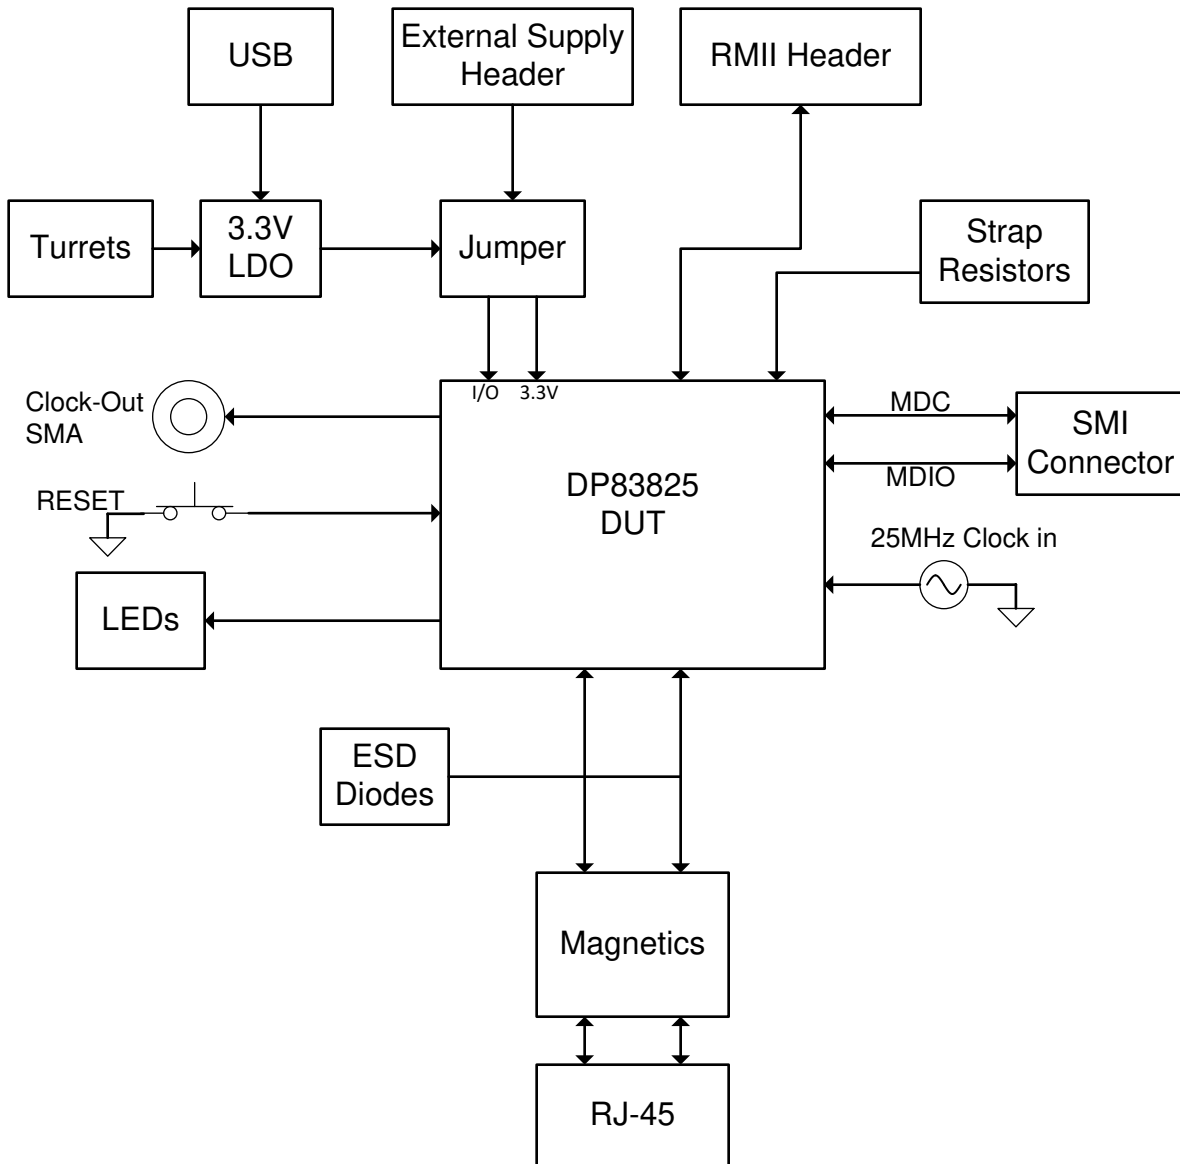 USB
External Supply
Header
RMII Header
Turrets
3.3V
LDO
Jumper
Strap
Resistors
I/O
3.3V
Clock-Out
SMA
MDC
SMI
Connector
MDIO
DP83825
DUT
RESET
25MHz Clock in
LEDs
ESD
Diodes
Magnetics
RJ-45